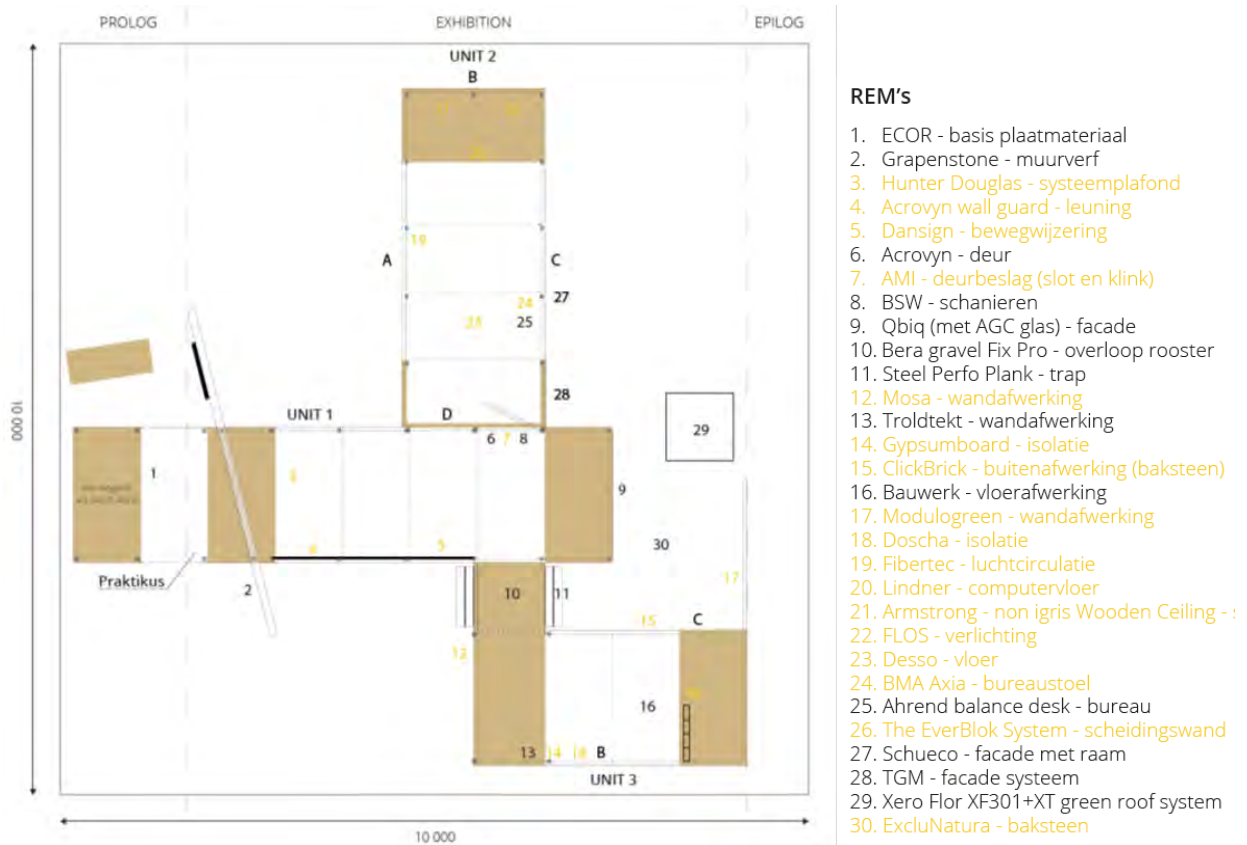 PROLOG
EXHIBITION
EPILOG
UNIT 2
B
19
A
C
27
24
23
25
28
UNIT 1
D
6 7 8
29
1
9
30
5
Praktikus
2
10
11
17
15
C
12
16
13
14 18 B
UNIT 3
10 000
10 000
REM's
1. ECOR - basis plaatmateriaal
2. Grapenstone - muurverf
3. Hunter Douglas - systeemplafond
4. Acrovyn wall guard - leuning
5. Dansign - bewegwijzering
6. Acrovyn - deur
7. AMI - deurbeslag (slot en klink)
8. BSW - schanieren
9. Qbiq (met AGC glas) - facade
10. Bera gravel Fix Pro - overloop rooster
11. Steel Perfo Plank - trap
12. Mosa - wandafwerking
13. Troldtekt - wandafwerking
14. Gypsumboard - isolatie
15. ClickBrick - buitenafwerking (baksteen)
16. Bauwerk - vloerafwerking
17. Modulogreen - wandafwerking
18. Doscha - isolatie
19. Fibertec - luchtcirculatie
20. Lindner - computervloer
21. Armstrong - non igris Wooden Ceiling - s
22. FLOS - verlichting
23. Desso - vloer
24. BMA Axia - bureaustoel
25. Ahrend balance desk - bureau
26. The EverBlok System - scheidingswand
27. Schueco - facade met raam
28. TGM - facade systeem
29. Xero Flor XF301+XT green roof system
30. ExcluNatura - baksteen